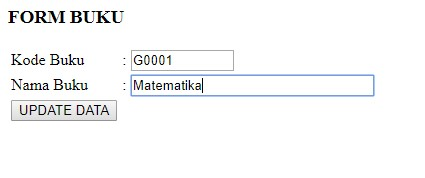 FORM BUKU
Kode Buku : G0001
Nama Buku : Matematika
UPDATE DATA